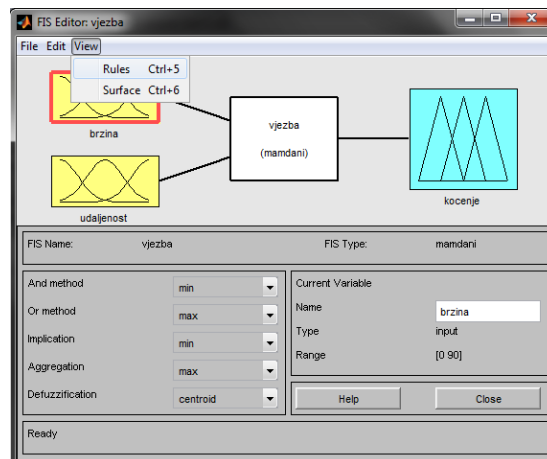 FIS Editor: vjezba
File Edit View
Rules Ctrl+5
Surface Ctrl+6
brzina
udaljenost
vjezba
(mamdani)
kocenje
FIS Name: vjezba FIS Type: mamdani
And method min
Or method max
Implication min
Aggregation max
Defuzzification centroid
Current Variable
Name brzina
Type input
Range [0 90]
Help Close
Ready